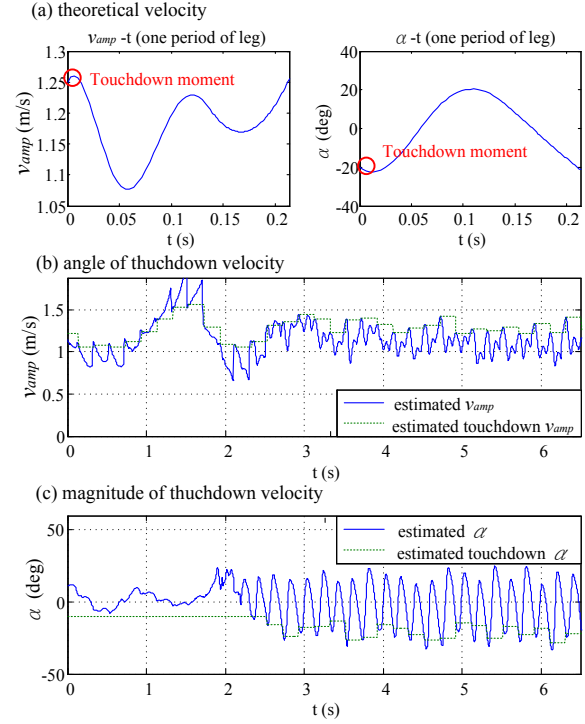 (a) theoretical velocity
vamp -t (one period of leg)
α -t (one period of leg)
1.3
1.25
1.2
1.15
1.1
1.05
vamp (m/s)
Touchdown moment
0
0.05
0.1
0.15
0.2
t (s)
40
20
0
-20
-40
α (deg)
Touchdown moment
0
0.05
0.1
0.15
0.2
t (s)
(b) angle of thuchdown velocity
1.5
1
0.5
0
vamp (m/s)
estimated vamp
estimated touchdown vamp
0
1
2
3
4
5
6
t (s)
(c) magnitude of thuchdown velocity
50
0
-50
α (deg)
estimated α
estimated touchdown α
0
1
2
3
4
5
6
t (s)